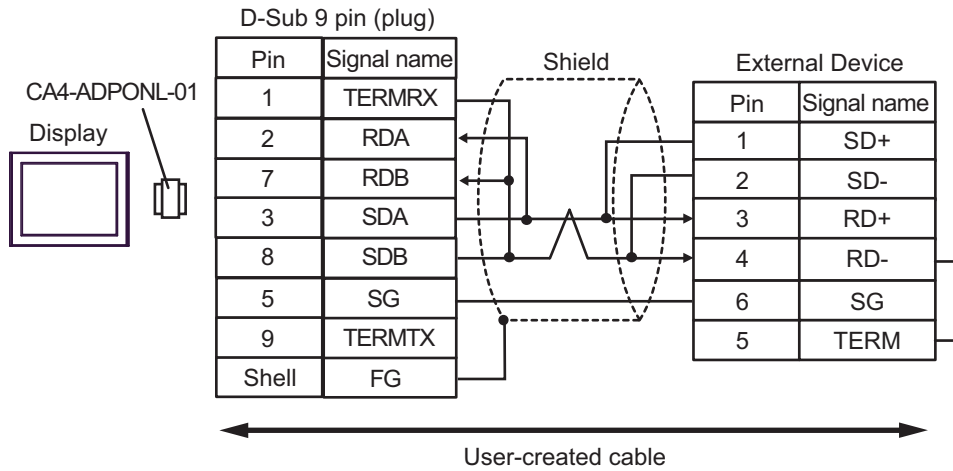 D-Sub 9 pin (plug)
Pin Signal name
1 TERMRX
2 RDA
7 RDB
3 SDA
8 SDB
5 SG
9 TERMTX
Shell FG
CA4-ADPONL-01
Display
Shield
External Device
Pin Signal name
1 SD+
2 SD-
3 RD+
4 RD-
6 SG
5 TERM
User-created cable